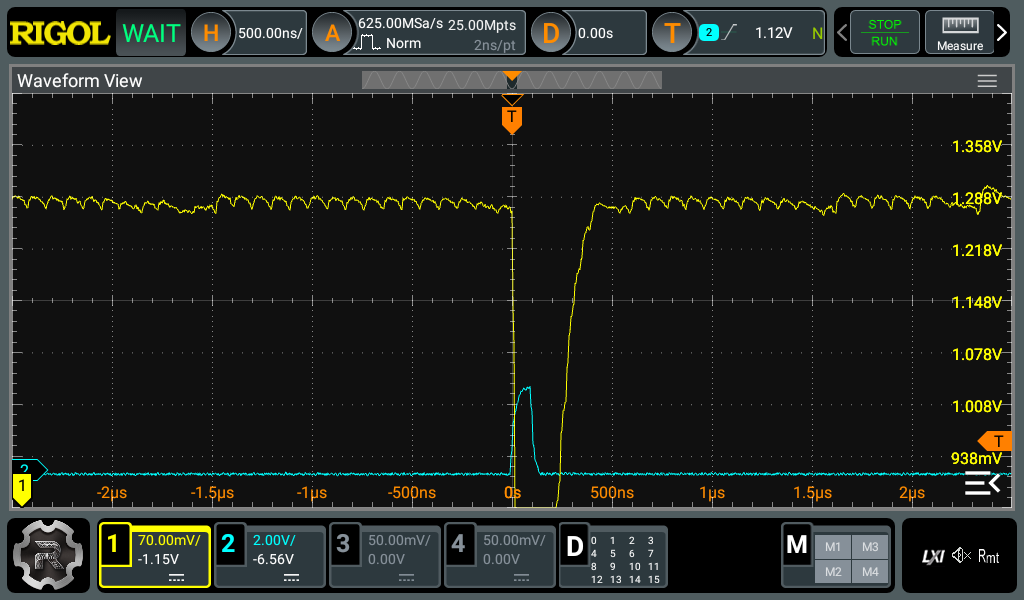 RIGOL WAIT H 500.00ns/ A 625.00MSa/s 25.00Mpts D 0.00s T 2 1.12V N STOP
Norm 2ns/pt RUN Measure
Waveform View
T
1.358V
1.288V
1.218V
1.148V
1.078V
1.008V
T
938mV
2
1
-2µs -1.5µs -1µs -500ns 0s 500ns 1µs 1.5µs 2µs
1 70.00mV/ 2 2.00V/ 3 50.00mV/ 4 50.00mV/ D 0 1 2 3 M M1 M3
-1.15V -6.56V 0.00V 0.00V 4 5 6 7 M2 M4
8 9 10 11
12 13 14 15
R
LXI Rmt